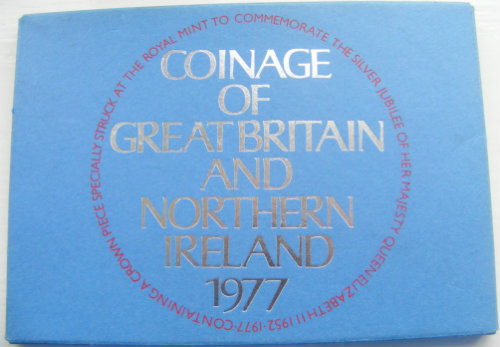 COINAGE
OF
GREAT BRITAIN
AND
NORTHERN
IRELAND
1977
CONTAINING A CROWN PIECE SPECIALLY STRUCK AT THE ROYAL MINT TO COMMEMORATE THE SILVER JUBILEE OF HER MAJESTY QUEEN ELIZABETH II 1952-1977·